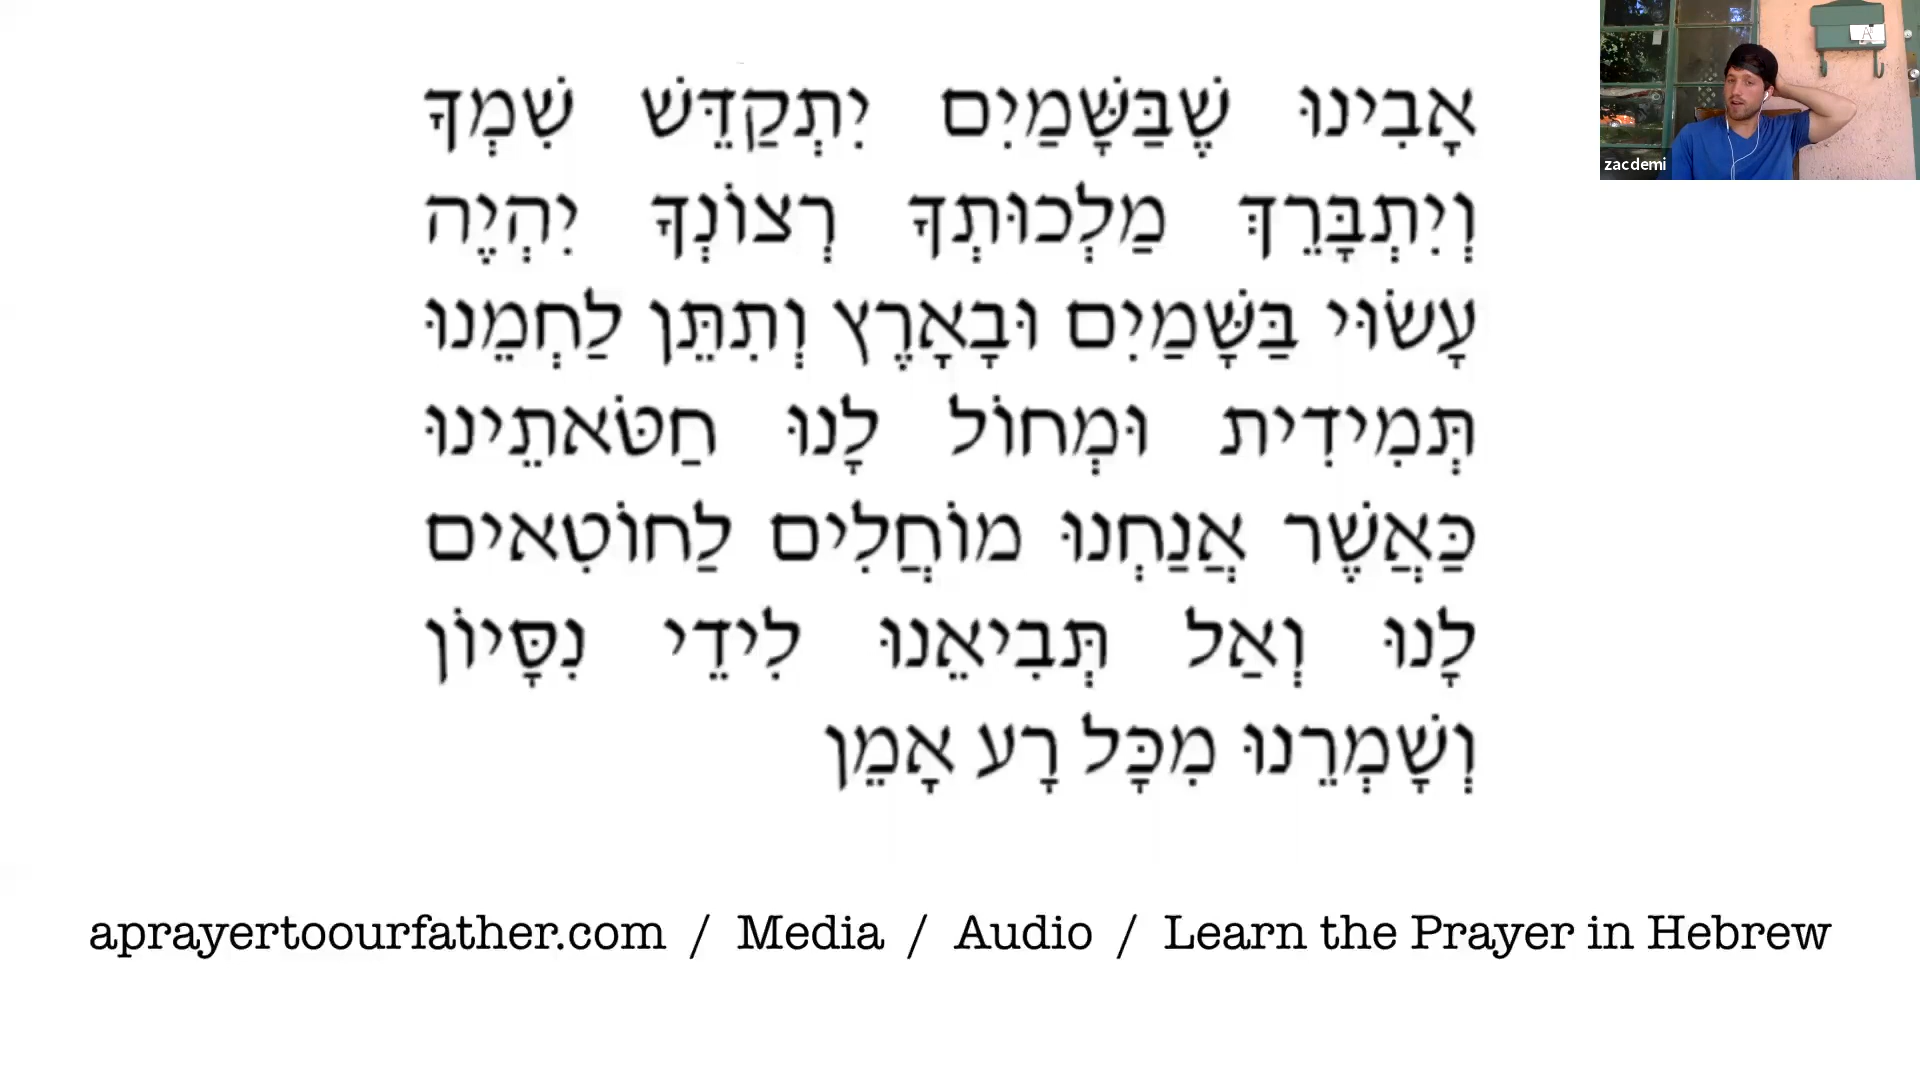 אָבִינוּ שֶׁבַּשָּׁמַיִם יִתְקַדֵּשׁ שִׁמְךָ
וְיִתְבָּרֵךְ מַלְכוּתְךָ רְצוֹנְךָ יִהְיֶה
עָשׂוּי בַּשָּׁמַיִם וּבָאָרֶץ וְתִתֵּן לַחְמֵנוּ
תְּמִידִית וּמְחוֹל לָנוּ חַטֹּאתֵינוּ
כַּאֲשֶׁר אֲנַחְנוּ מוֹחֲלִים לַחוֹטְאִים
לָנוּ וְאַל תְּבִיאֵנוּ לִידֵי נִסָּיוֹן
וְשָׁמְרֵנוּ מִכָּל רָע אָמֵן
aprayertoourfather.com / Media / Audio / Learn the Prayer in Hebrew
zacdemi